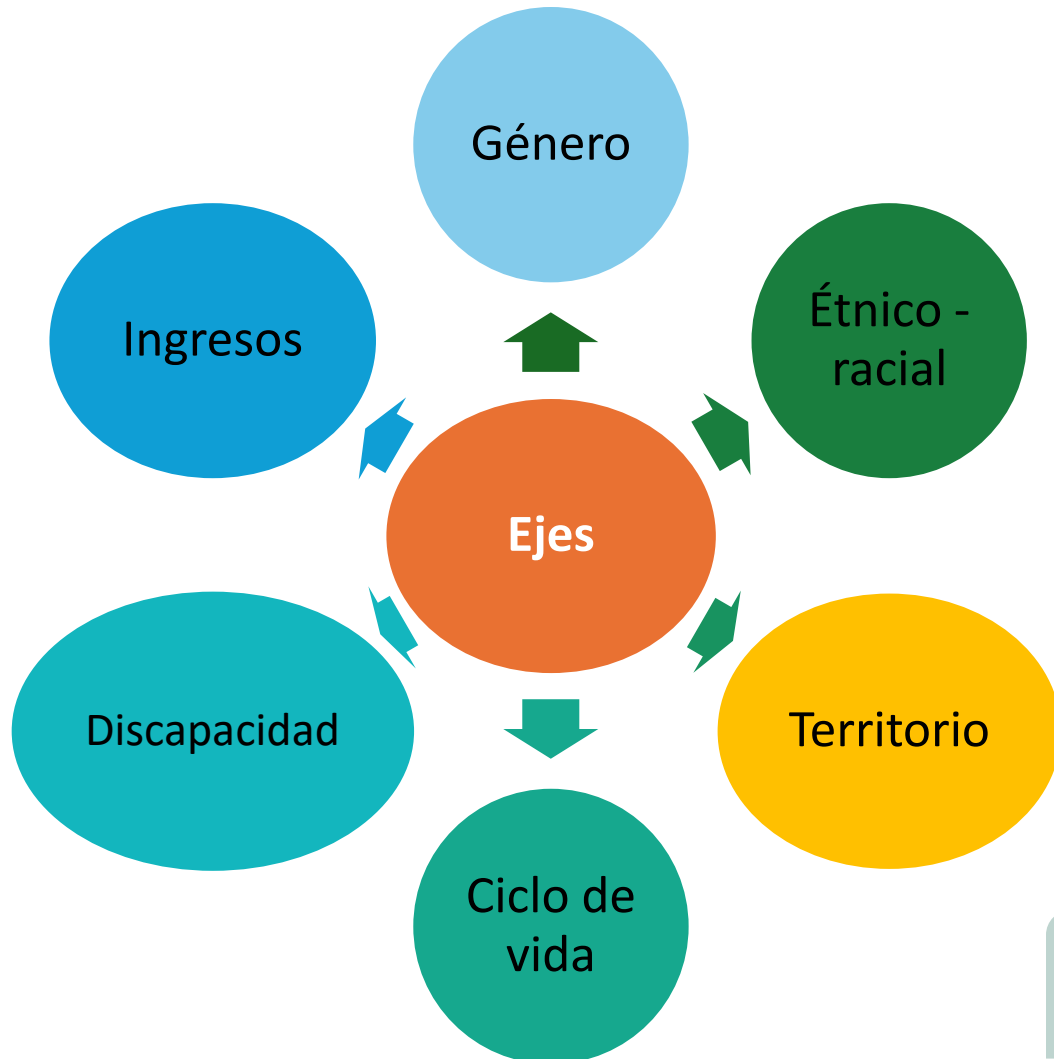 Género
Étnico -
racial
Ingresos
Ejes
Discapacidad
Territorio
Ciclo de
vida